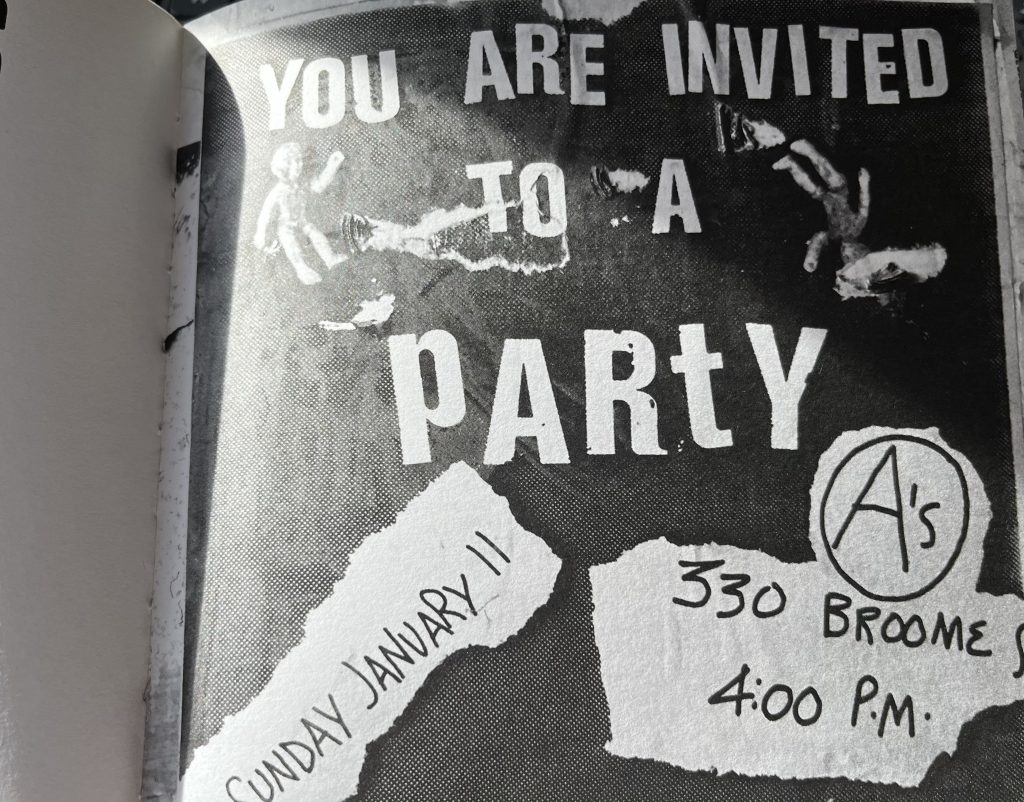 YOU ARE INVITED
TO A
PARtY
SUNDAY JANUARY 11
A's
330 BROOME
4:00 P.M.